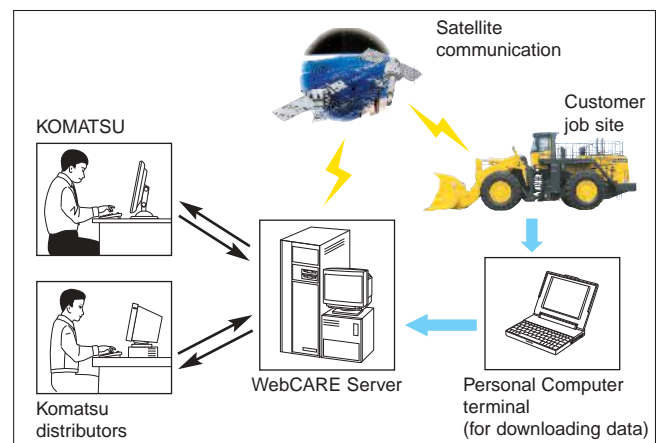 Satellite
communication
KOMATSU
Customer
job site
WebCARE Server
Personal Computer
terminal
(for downloading data)
Komatsu
distributors